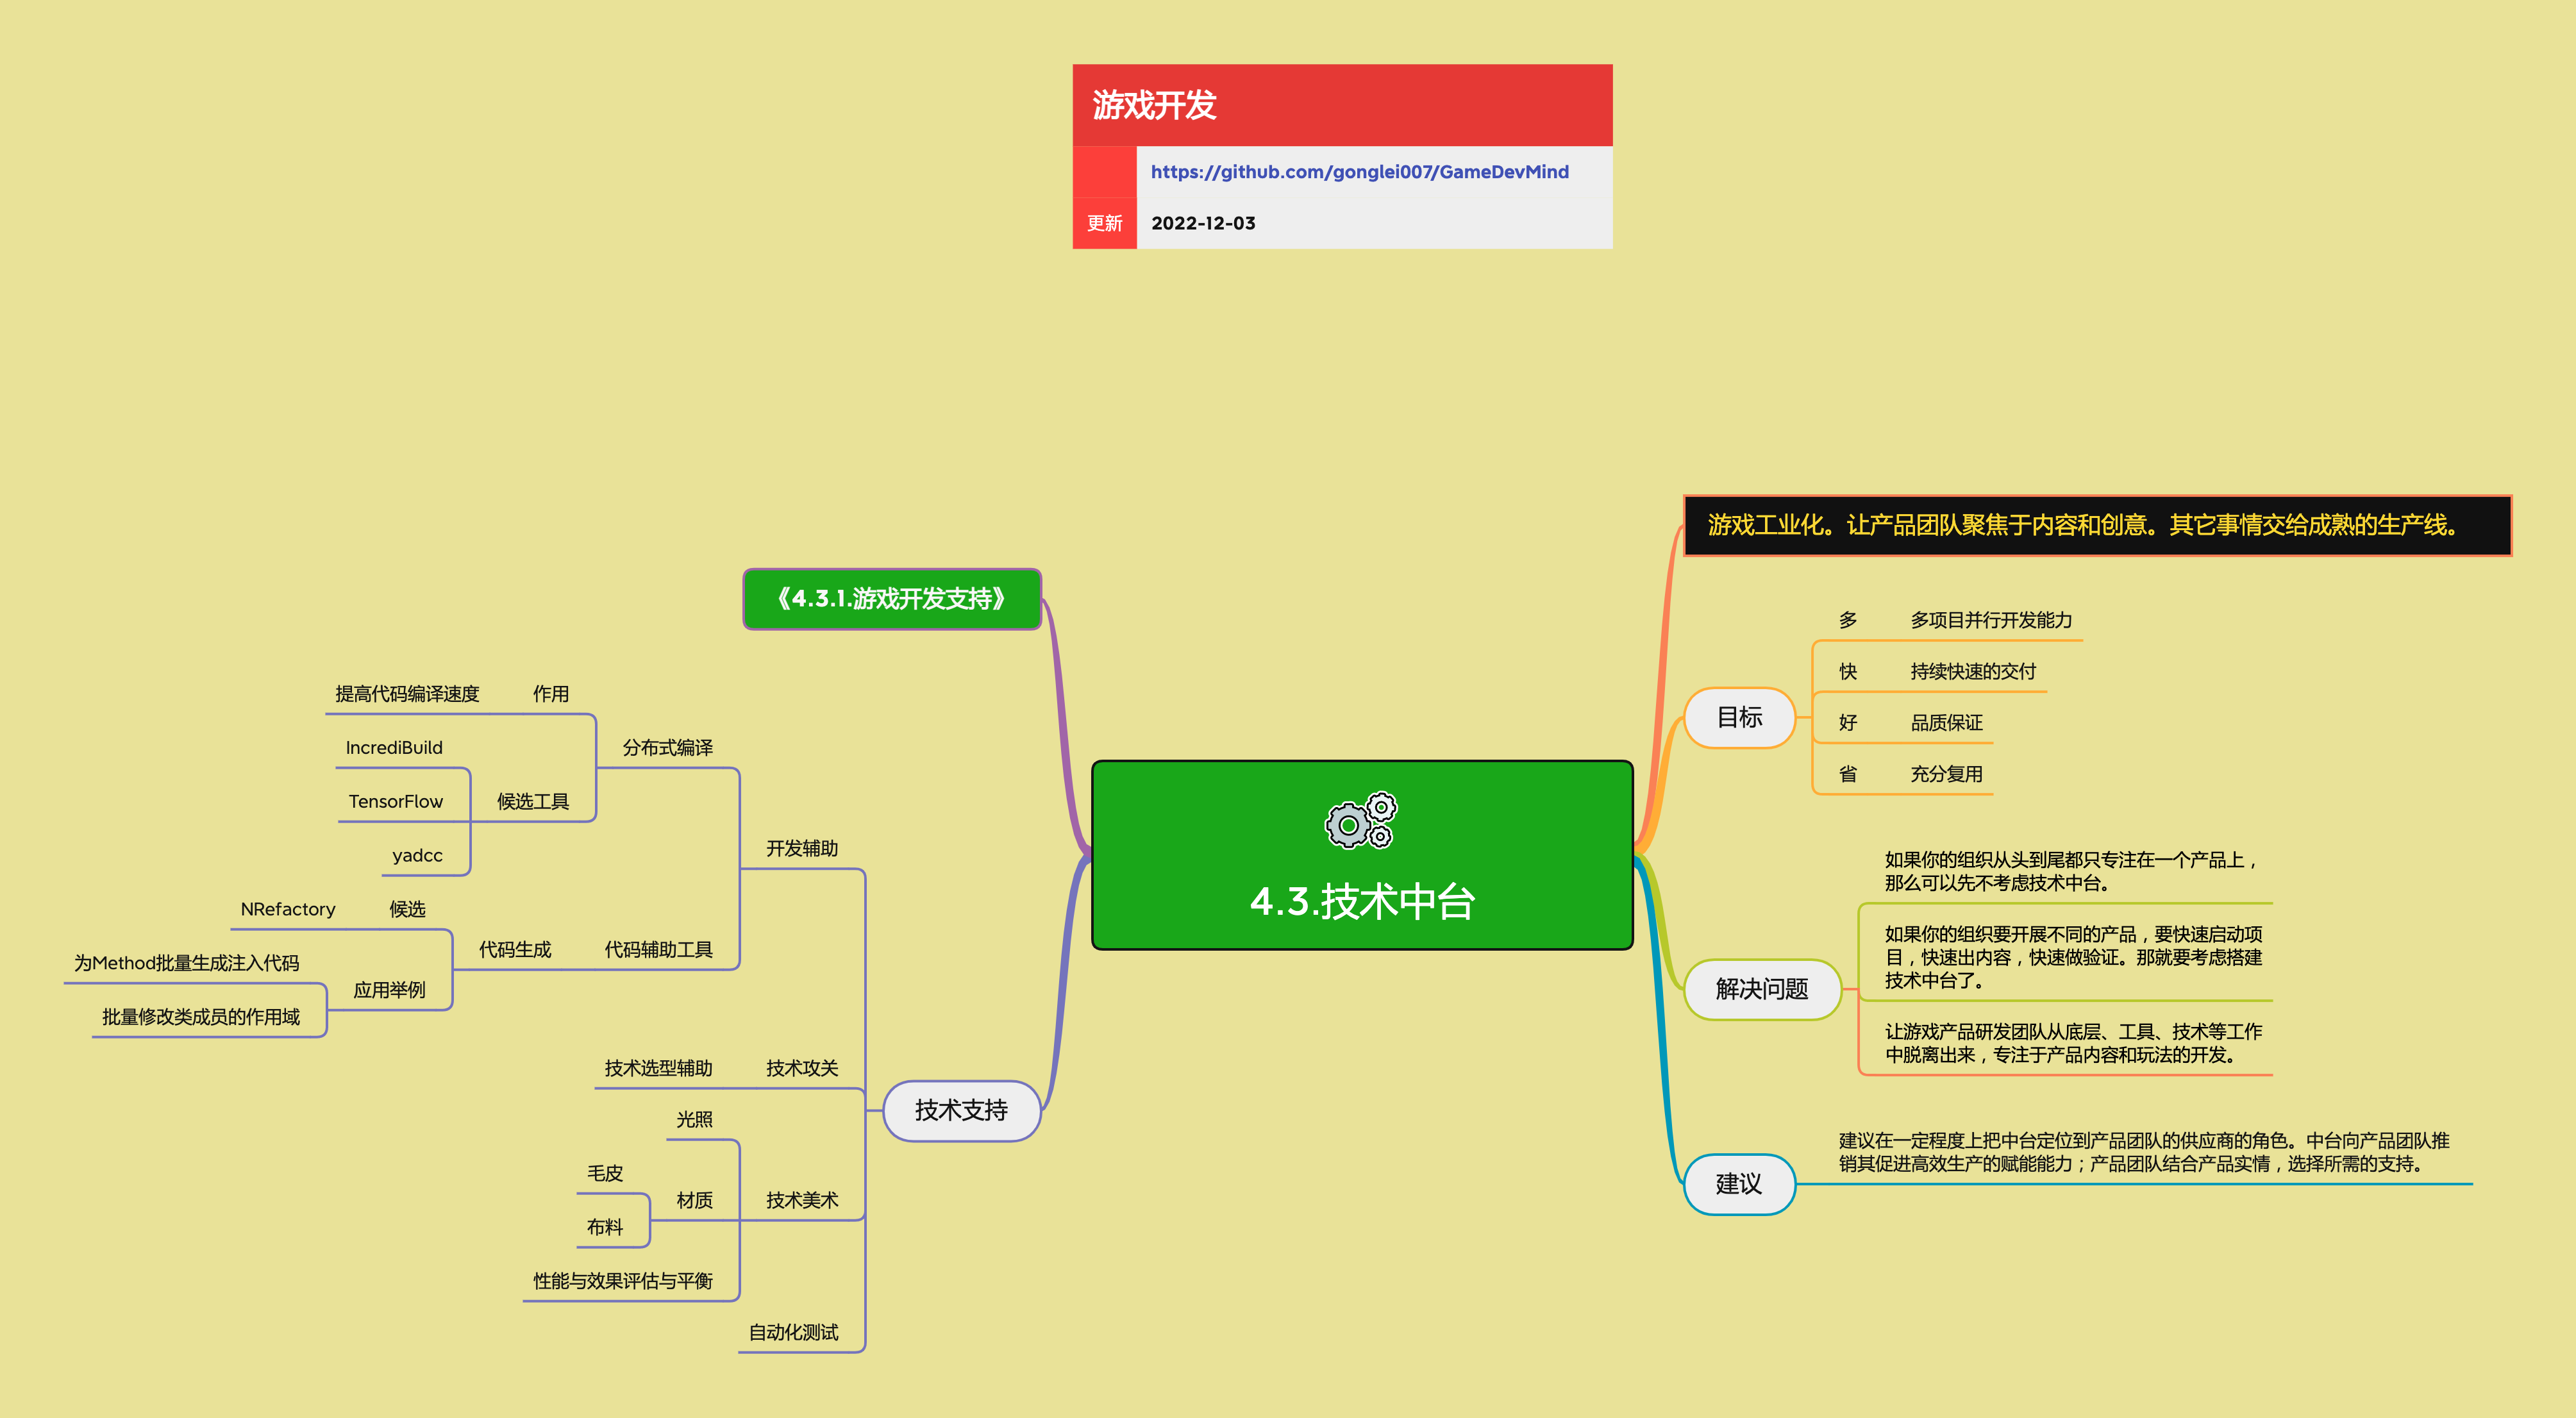 游戏开发
https://github.com/gonglei007/GameDevMind
更新
2022-12-03
4.3.技术中台
游戏工业化。让产品团队聚焦于内容和创意。其它事情交给成熟的生产线。
目标
多
多项目并行开发能力
快
持续快速的交付
好
品质保证
省
充分复用
解决问题
如果你的组织从头到尾都只专注在一个产品上，
那么可以先不考虑技术中台。
如果你的组织要开展不同的产品，要快速启动项
目，快速出内容，快速做验证。那就要考虑搭建
技术中台了。
让游戏产品研发团队从底层、工具、技术等工作
中脱离出来，专注于产品内容和玩法的开发。
建议
建议在一定程度上把中台定位到产品团队的供应商的角色。中台向产品团队推
销其促进高效生产的赋能能力；产品团队结合产品实情，选择所需的支持。
《4.3.1.游戏开发支持》
技术支持
开发辅助
分布式编译
作用
提高代码编译速度
候选工具
IncrediBuild
TensorFlow
yadcc
代码辅助工具
代码生成
候选
NRefactory
应用举例
为Method批量生成注入代码
批量修改类成员的作用域
技术攻关
技术选型辅助
技术美术
光照
材质
毛皮
布料
性能与效果评估与平衡
自动化测试